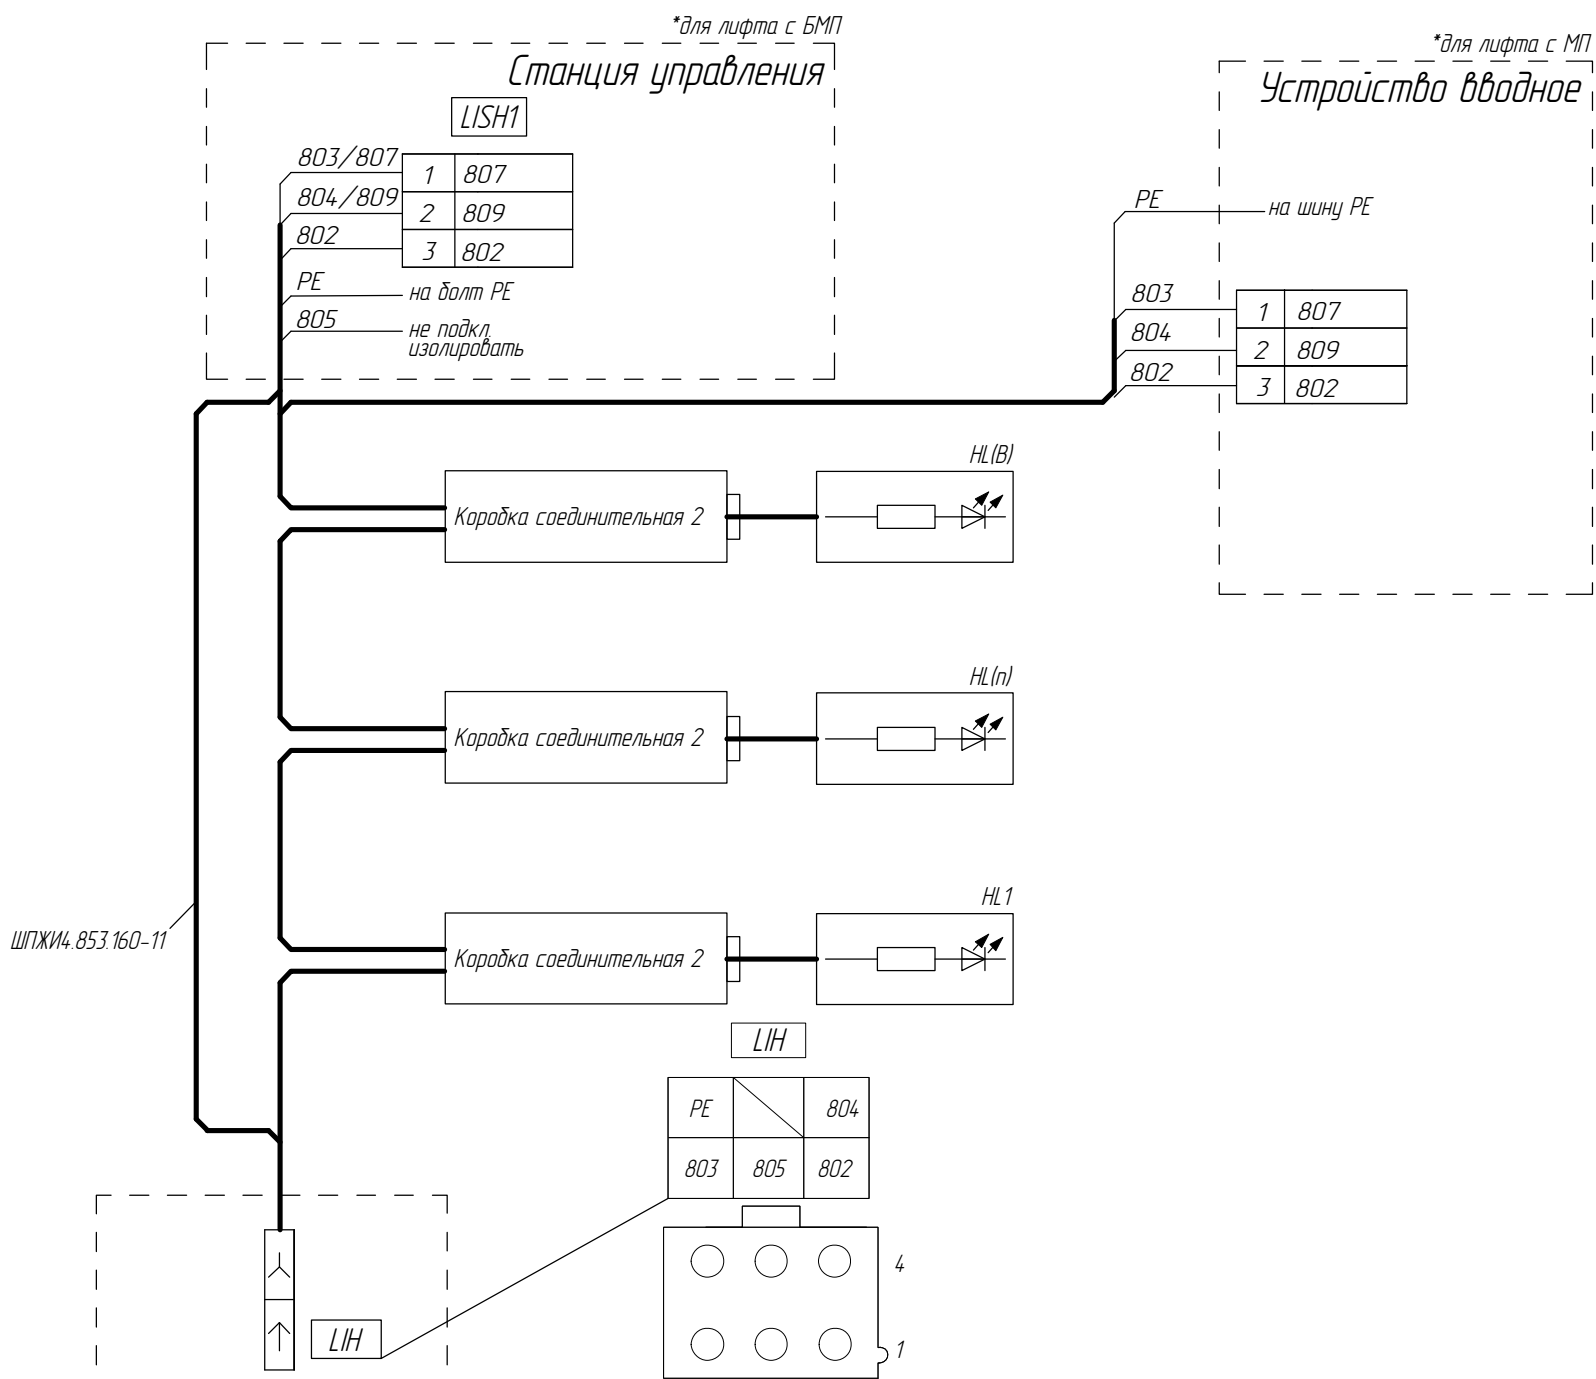 *для лифта с БМП
Станция управления
LISH1
803/807
1 807
804/809
2 809
802
3 802
PE
на болт PE
805
не подкл.
изолировать
*для лифта с МП
Устройство вводное
PE
на шину PE
803
1 807
804
2 809
802
3 802
HL(В)
Коробка соединительная 2
HL(n)
Коробка соединительная 2
HL1
Коробка соединительная 2
ШПЖИ4.853.160-11
LIH
PE 804
803 805 802
4
1
LIH